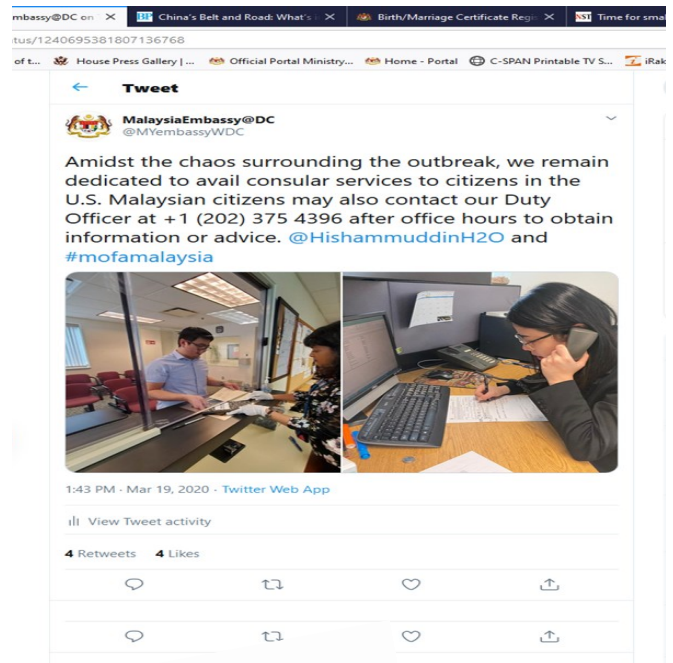 mbassy@DC on
China's Belt and Road: What's
Birth/Marriage Certificate Regi
NST Time for smal
tus/1240695381807136768
of t... House Press Gallery | ... Official Portal Ministry... Home - Portal C-SPAN Printable TV S... iRak
Tweet
MalaysiaEmbassy@DC
@MYembassyWDC
Amidst the chaos surrounding the outbreak, we remain
dedicated to avail consular services to citizens in the
U.S. Malaysian citizens may also contact our Duty
Officer at +1 (202) 375 4396 after office hours to obtain
information or advice. @HishammuddinH2O and
#mofamalaysia
1:43 PM · Mar 19, 2020 · Twitter Web App
View Tweet activity
4 Retweets 4 Likes